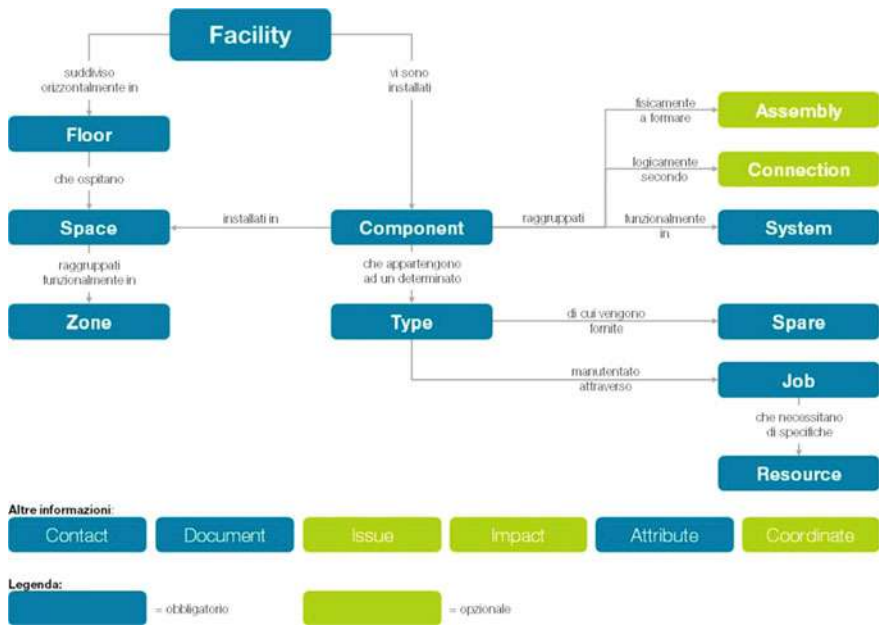 Facility
suddiviso
orizzontalmente in
vi sono
installati
fisicamente
a formare
Assembly
Floor
logicamente
secondo
Connection
che ospitano
Space
installati in
Component
raggruppati
funzionalmente
in
System
raggruppati
funzionalmente in
che appartengono
ad un determinato
Zone
Type
di cui vengono
fornite
Spare
manutentato
attraverso
Job
che necessitano
di specifiche
Resource
Altre informazioni:
Contact
Document
Issue
Impact
Attribute
Coordinate
Legenda:
= obbligatorio
= opzionale